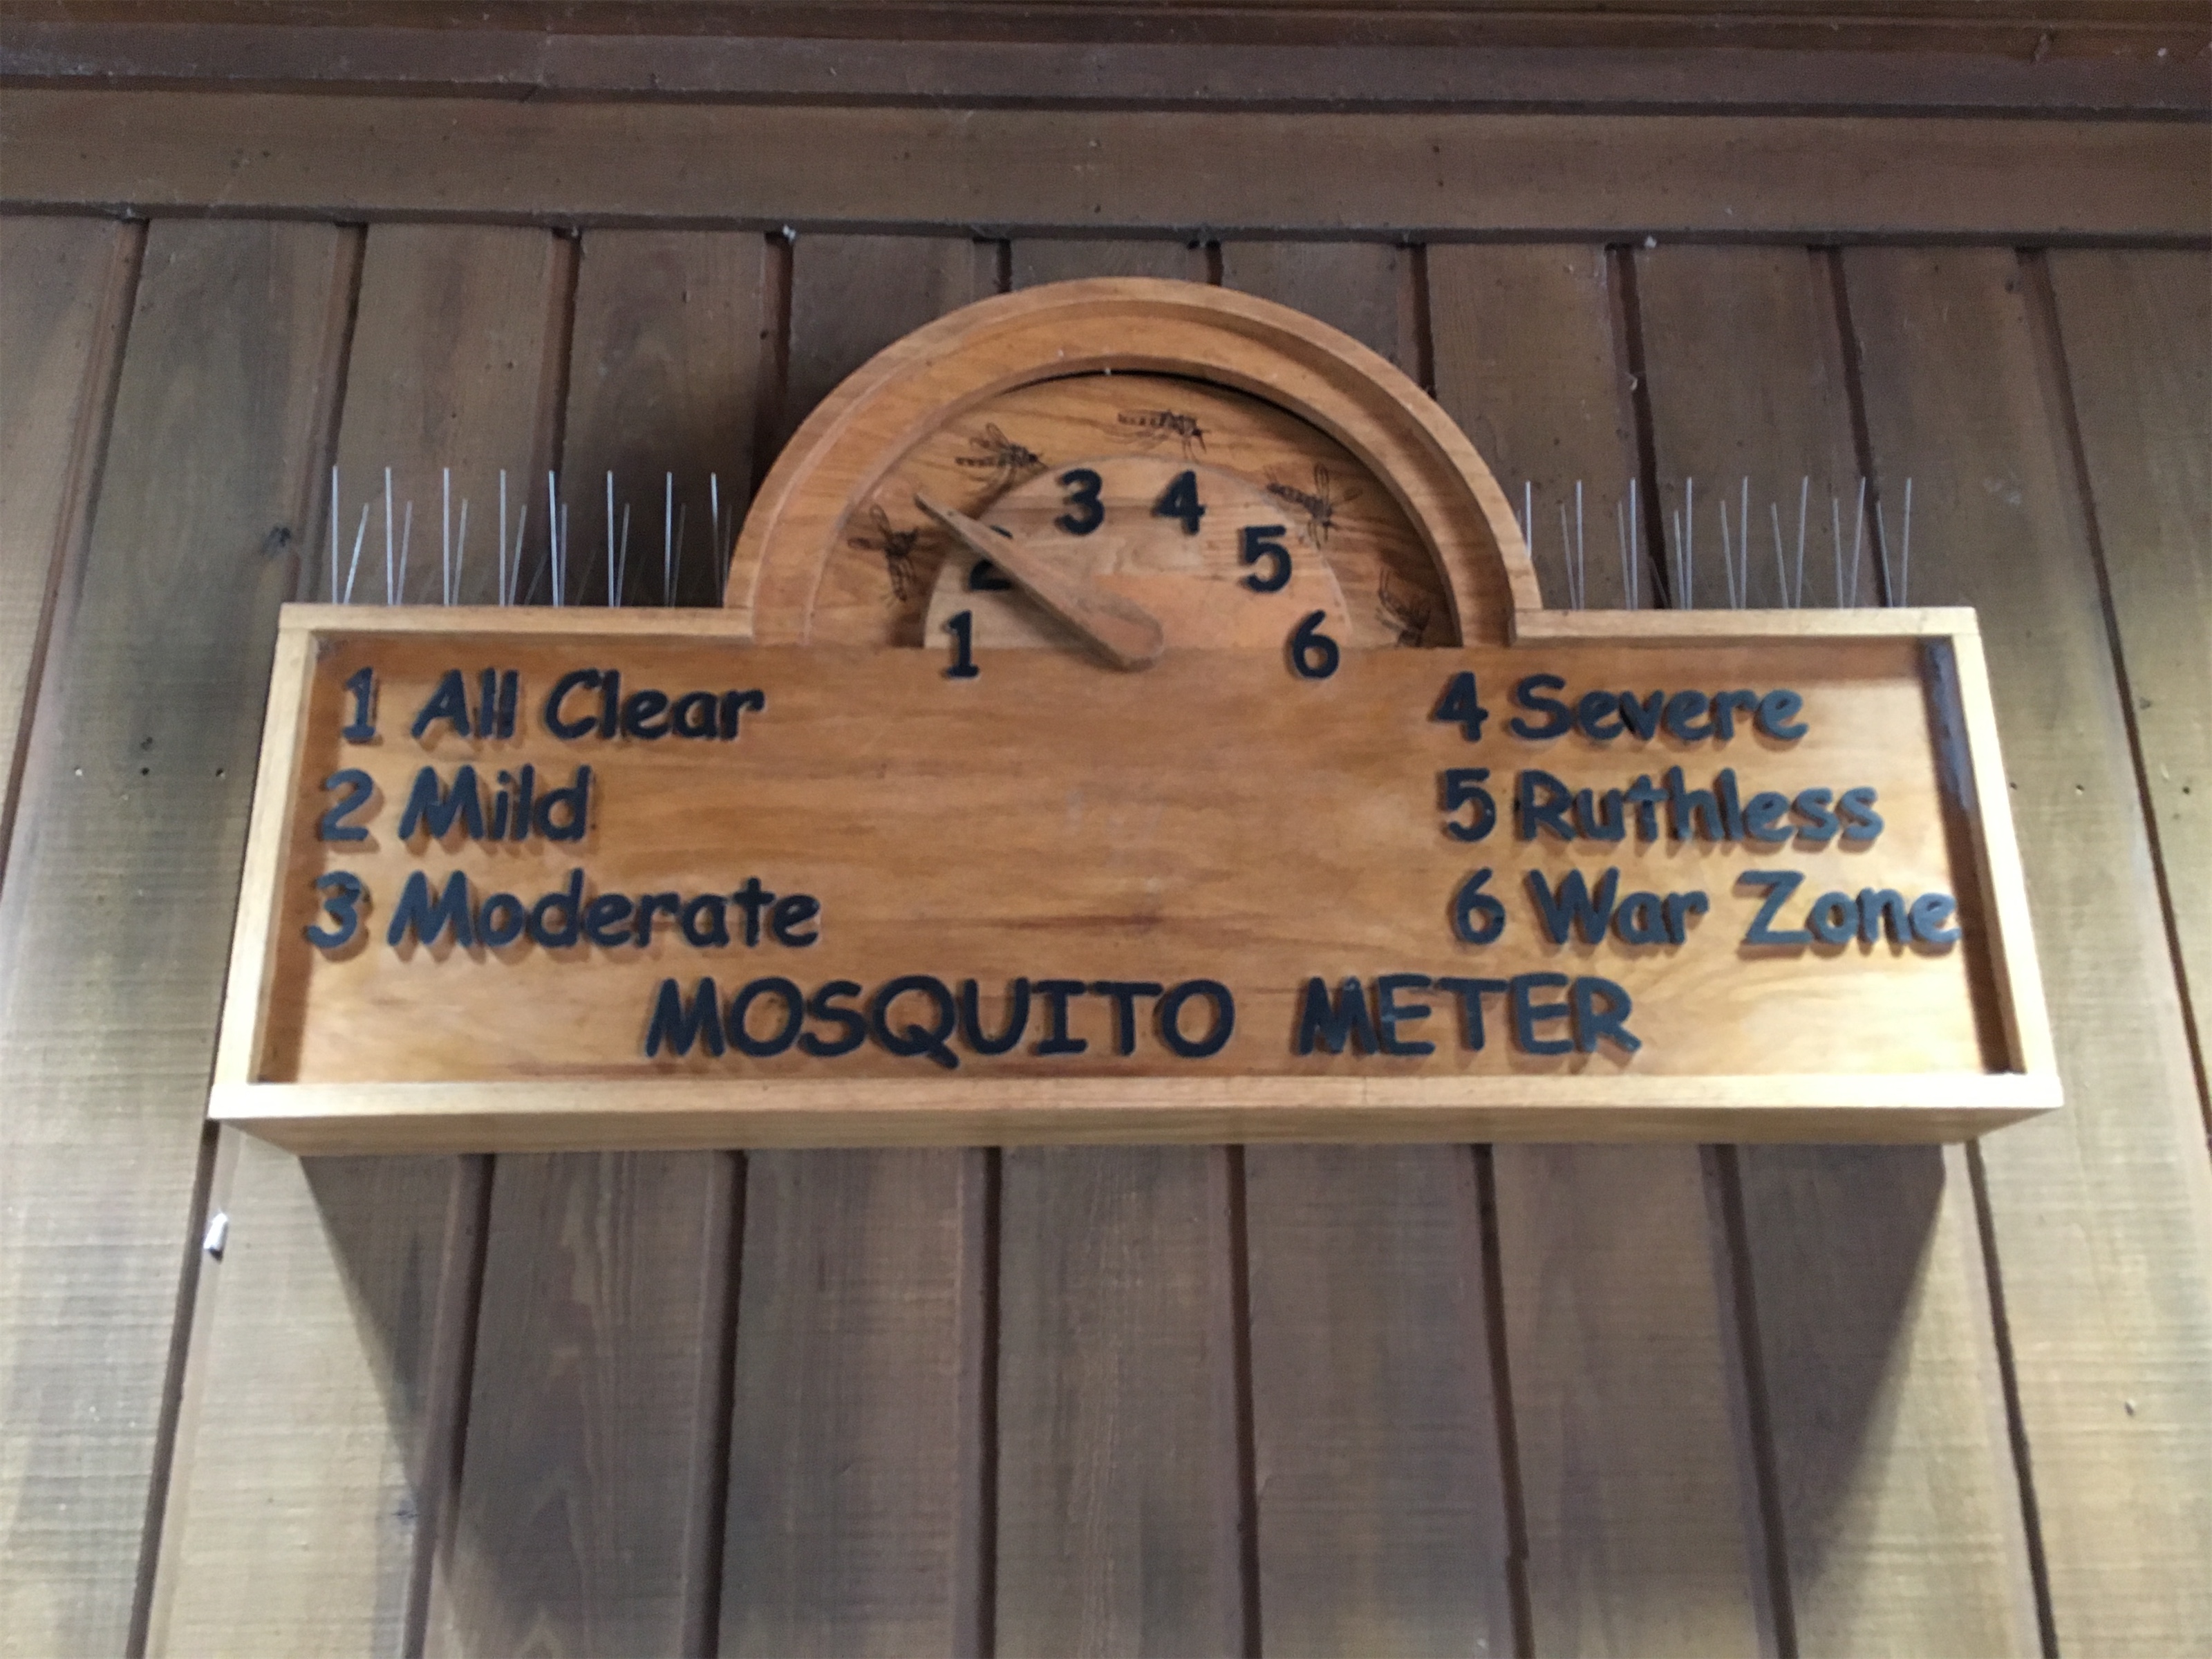 3 4
2 5
1 6
1 All Clear
2 Mild
3 Moderate
4 Severe
5 Ruthless
6 War Zone
MOSQUITO METER